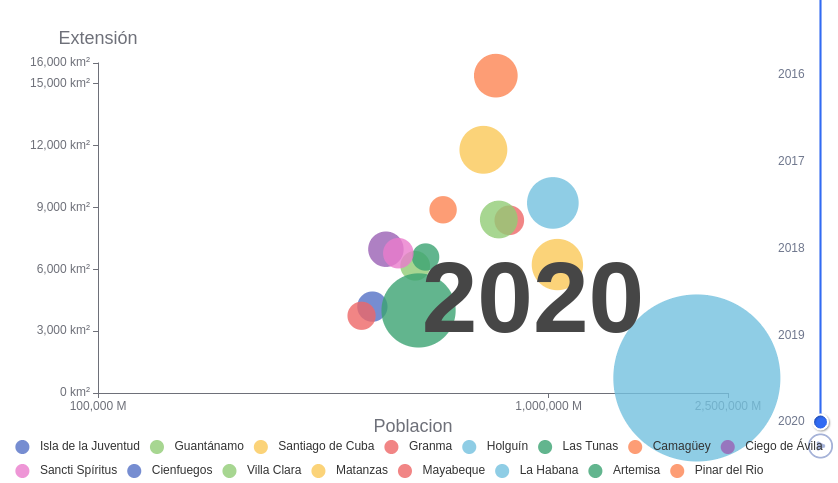 Extensión
16,000 km²
15,000 km²
12,000 km²
9,000 km²
6,000 km²
3,000 km²
0 km²
100,000 M
1,000,000 M
2,500,000 M
Poblacion
2020
2016
2017
2018
2019
2020
Isla de la Juventud Guantánamo Santiago de Cuba Granma Holguín Las Tunas Camagüey Ciego de Ávila
Sancti Spíritus Cienfuegos Villa Clara Matanzas Mayabeque La Habana Artemisa Pinar del Rio